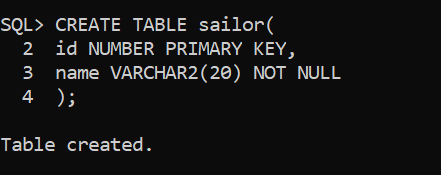 SQL> CREATE TABLE sailor(
  2  id NUMBER PRIMARY KEY,
  3  name VARCHAR2(20) NOT NULL
  4  );
Table created.